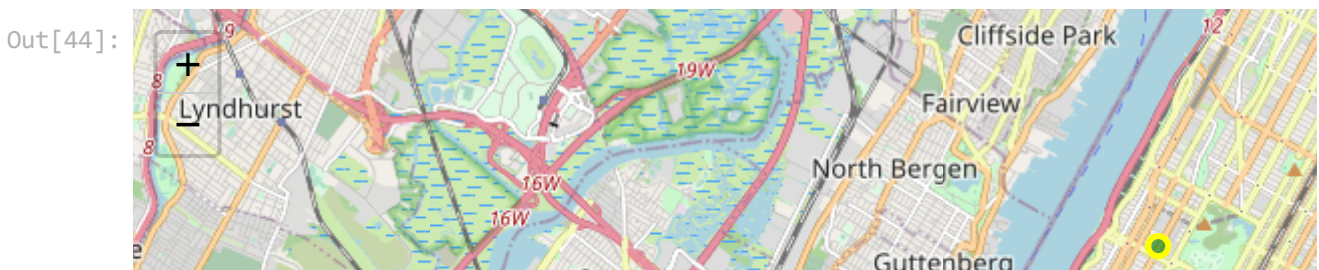 Out[44]:
9
12
Cliffside Park
+
8
19W
Lyndhurst
Fairview
−
8
North Bergen
16W
16W
e
Guttenberg